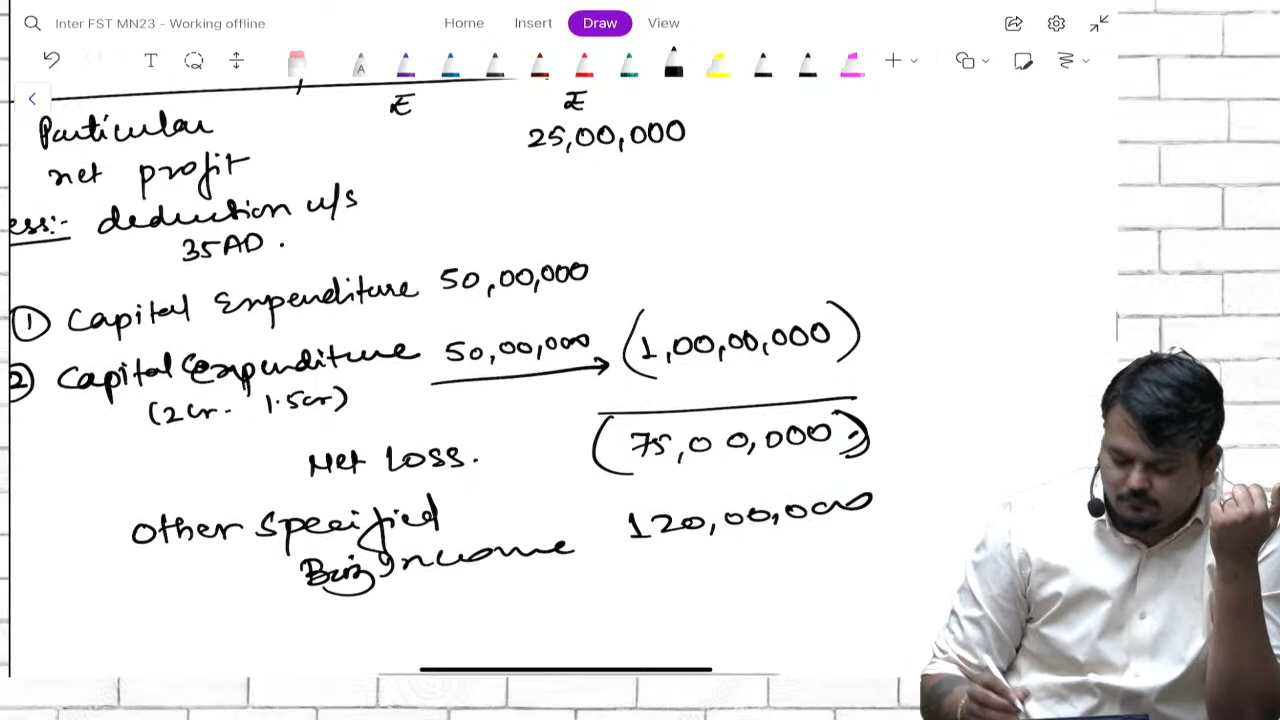 Inter FST MN23 - Working offline
Home Insert Draw View
Particular ₹ ₹
net profit 25,00,000
ess:- deduction u/s
35AD.
① Capital Expenditure 50,00,000
2) Capital Expenditure 50,00,000 → (1,00,00,000)
(2cr - 1.5cr)
Net Loss. (75,00,000)
Other Specified 120,00,000
Biz Income